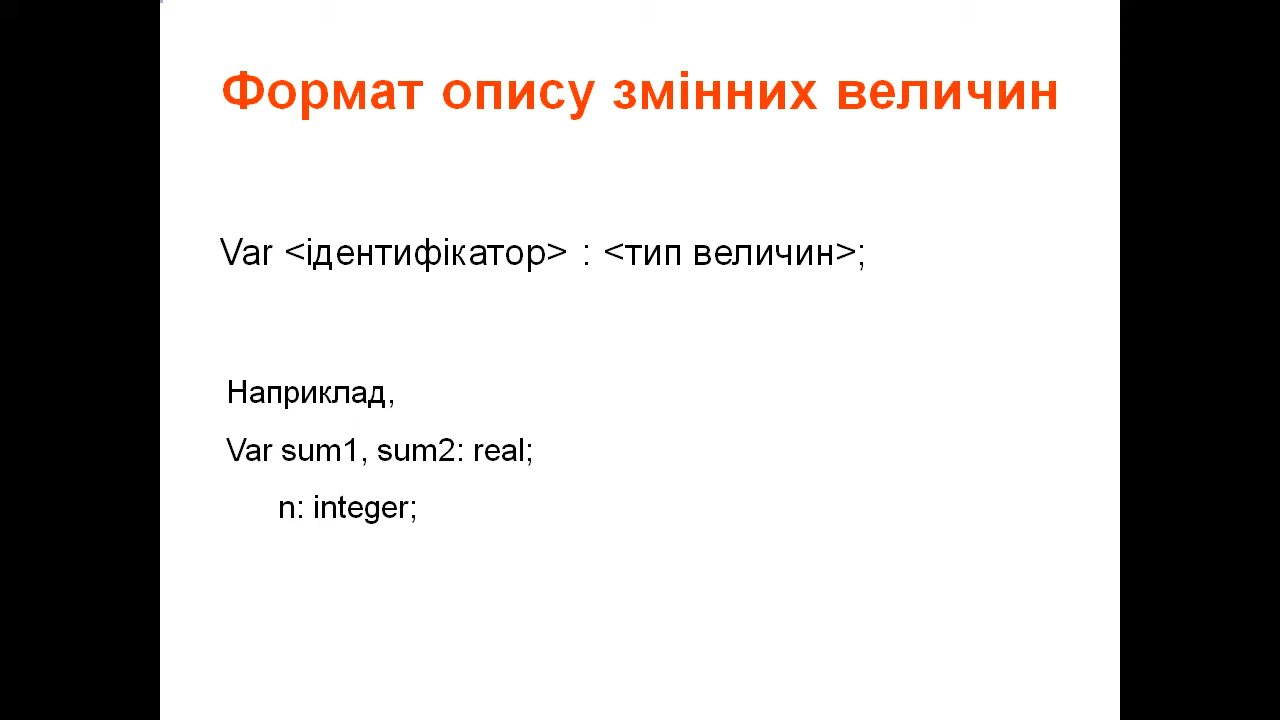 Формат опису змінних величин
Var <ідентифікатор> : <тип величин>;
Наприклад,
Var sum1, sum2: real;
n: integer;